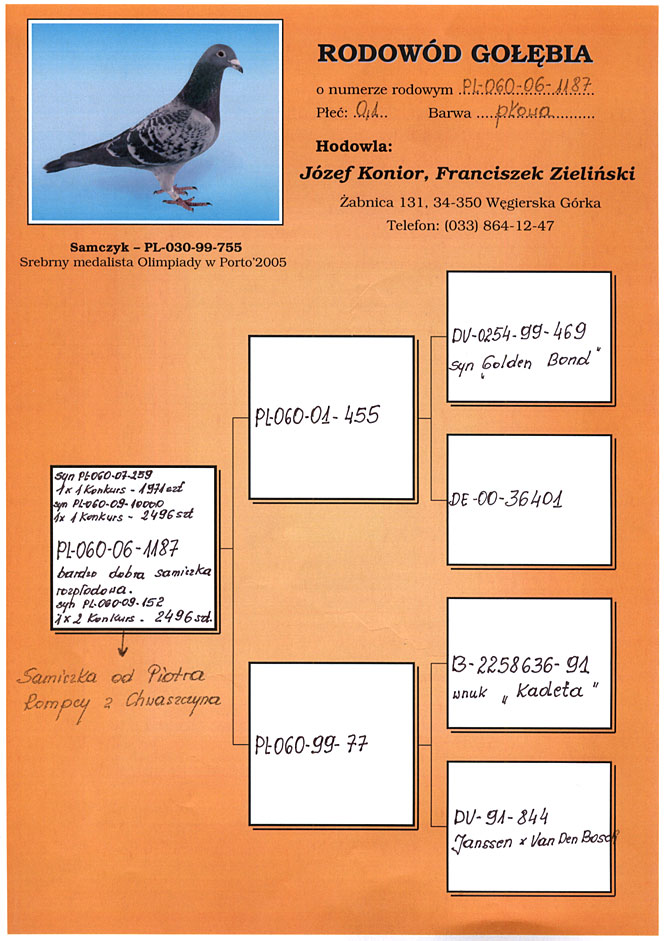 RODOWÓD GOŁĘBIA
o numerze rodowym PL-060-06-1187
Płeć: 0,1 Barwa płowa
Hodowla:
Józef Konior, Franciszek Zieliński
Żabnica 131, 34-350 Węgierska Górka
Telefon: (033) 864-12-47
Samczyk – PL-030-99-755
Srebrny medalista Olimpiady w Porto'2005
DV-0254-99-469
syn "Golden Bond"
PL-060-01-455
DE-00-36401
syn PL-060-07-259
1 x 1 Konkurs - 1971 szt
syn PL-060-09-10000
1x 1 Konkurs - 2496 szt
PL-060-06-1187
bardzo dobra samiczka
rozpłodowa.
syn PL-060-09-152
1 x 2 Konkurs. - 2496 szt.
Samiczka od Piotra
Łompcy z Chwaszczyna
B-2258636-91
wnuk „Kadeta"
PL-060-99-77
DV-91-844
Janssen x Van Den Bosch